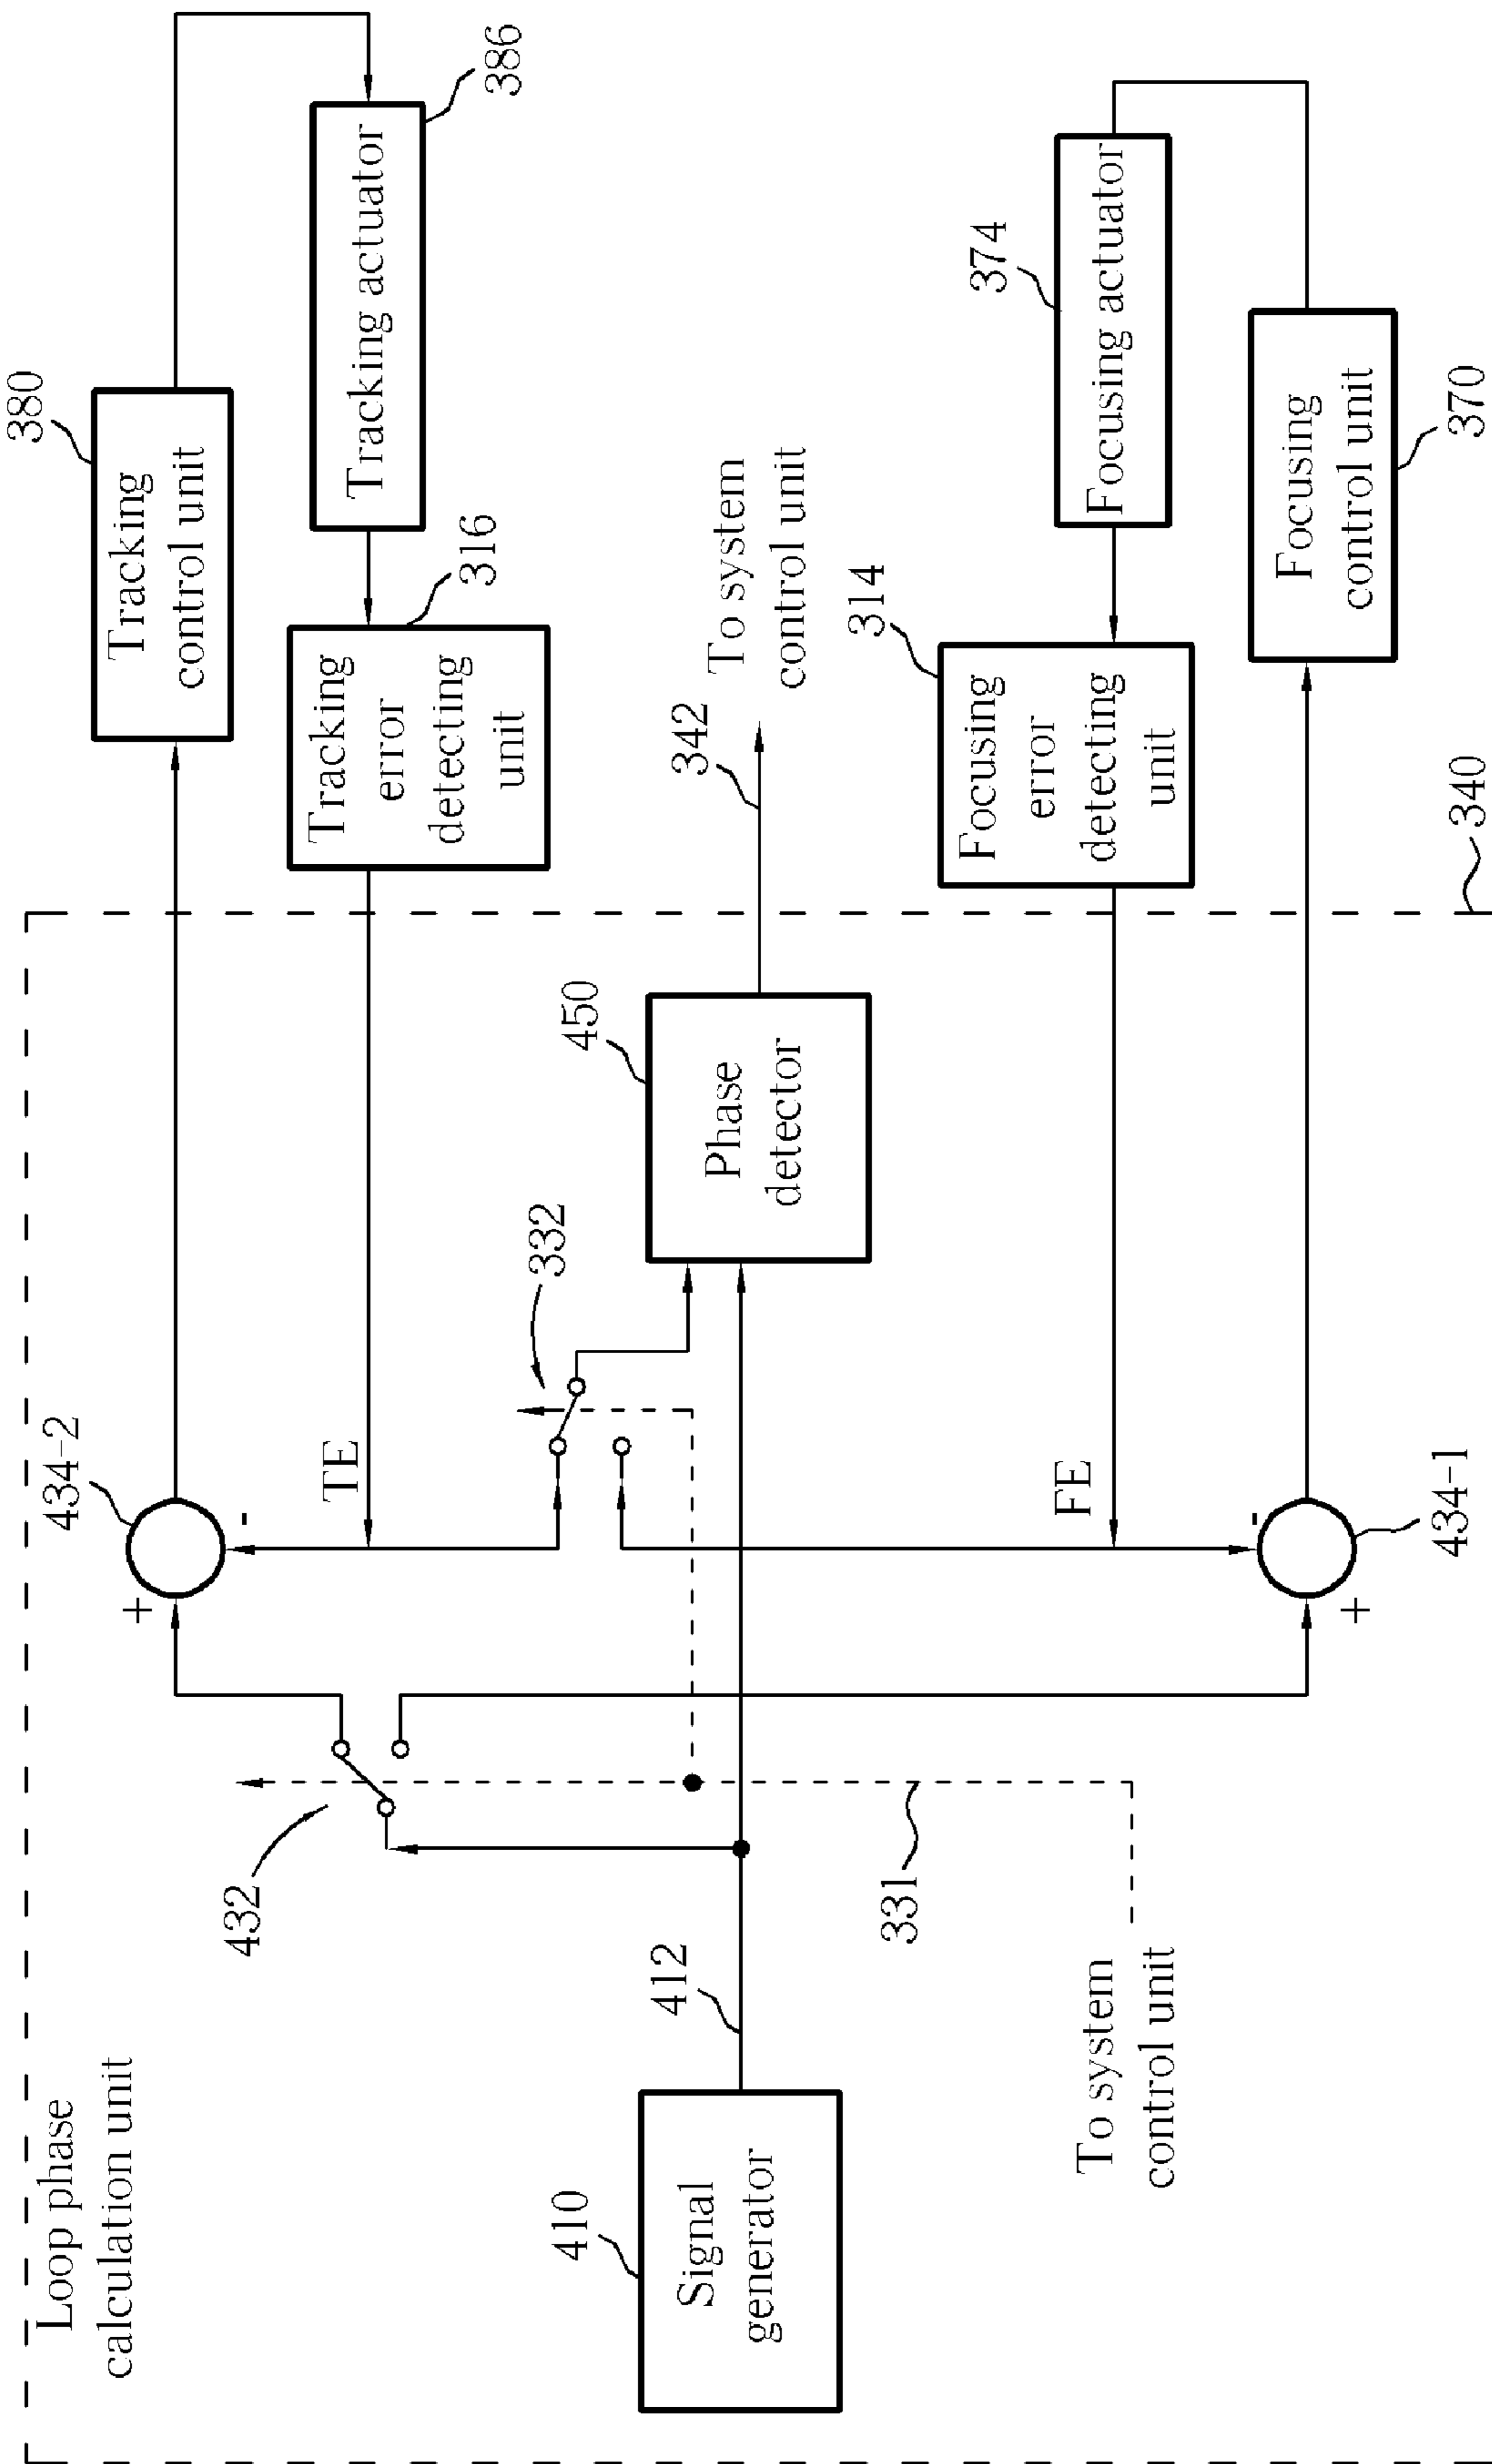 Loop phase
calculation unit
380
Tracking
control unit
386
Tracking actuator
316
Tracking
error
detecting
unit
434-2
+
-
TE
432
332
410
Signal
generator
412
450
Phase
detector
342
To system
control unit
331
To system
control unit
314
Focusing
error
detecting
unit
374
Focusing actuator
FE
-
+
434-1
370
Focusing
control unit
340